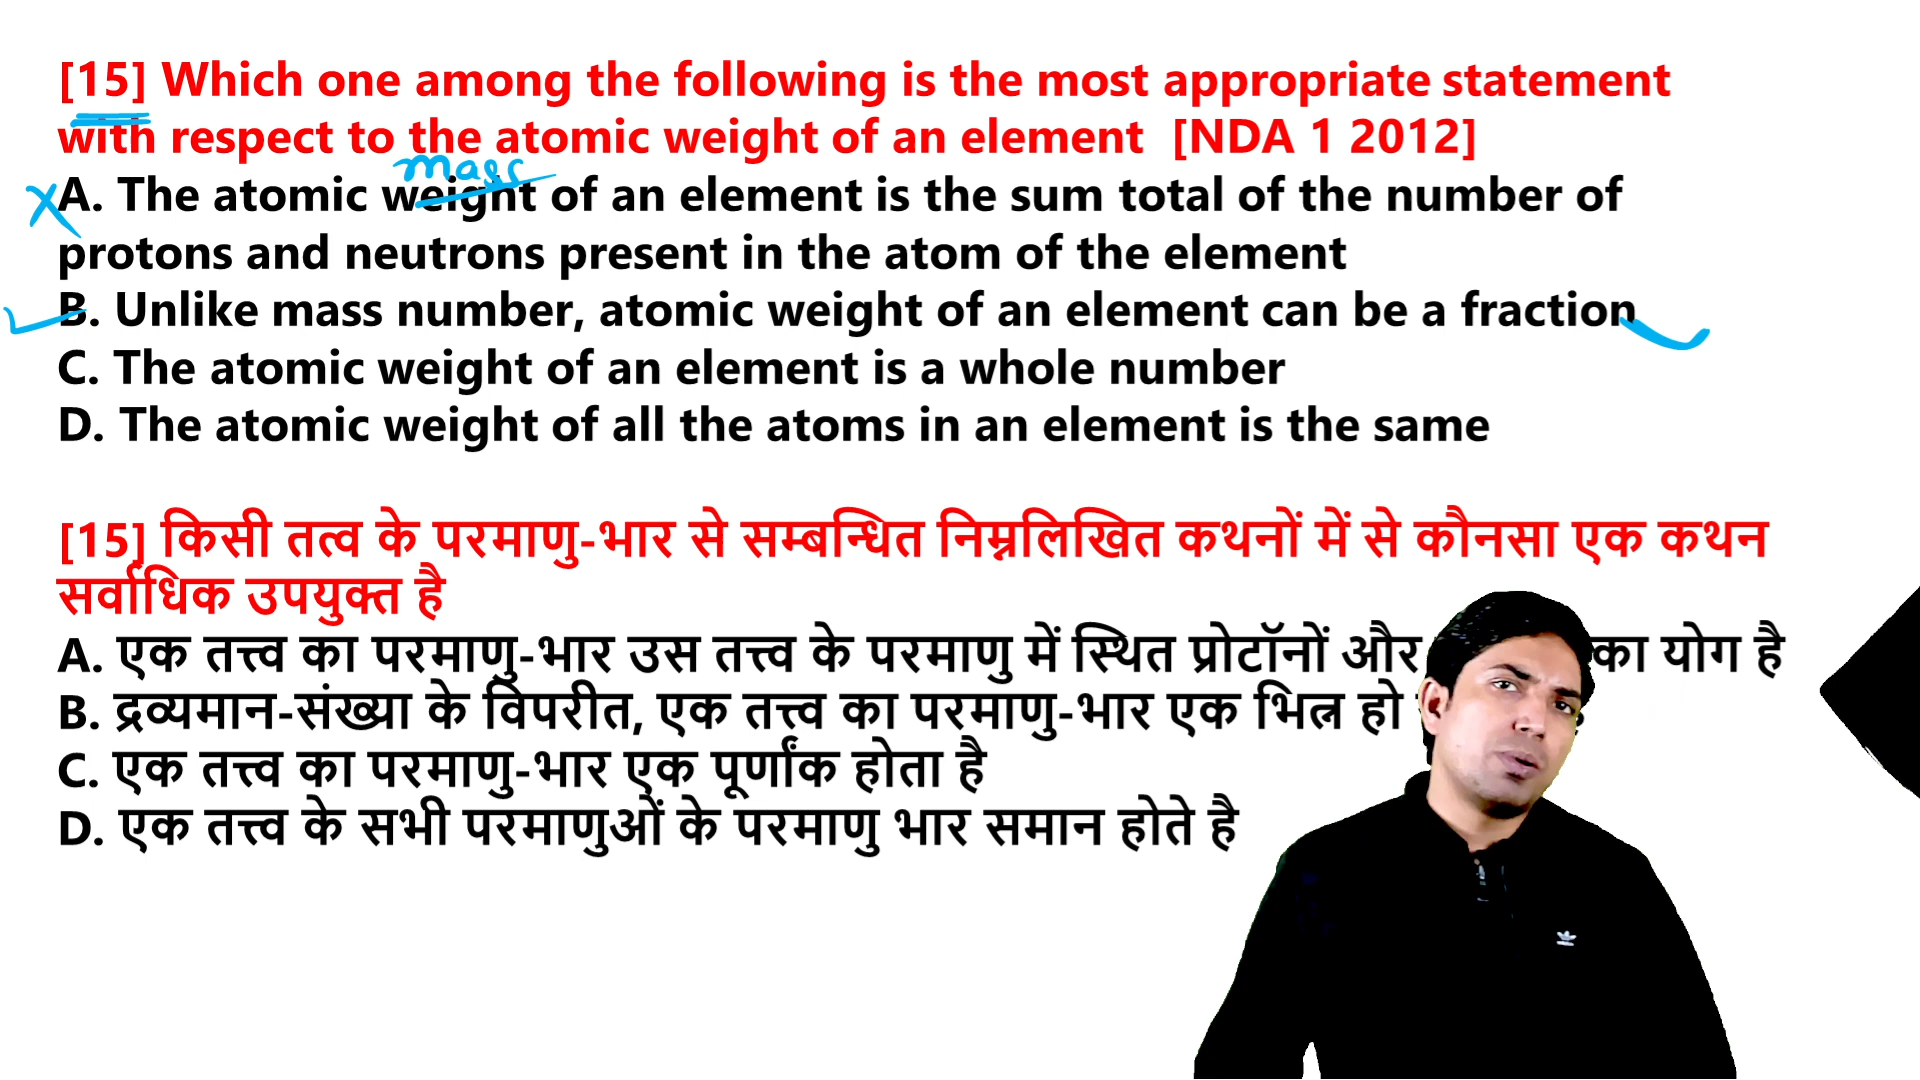 [15] Which one among the following is the most appropriate statement
with respect to the atomic weight of an element [NDA 1 2012]
mass
A. The atomic weight of an element is the sum total of the number of
protons and neutrons present in the atom of the element
B. Unlike mass number, atomic weight of an element can be a fraction
C. The atomic weight of an element is a whole number
D. The atomic weight of all the atoms in an element is the same
[15] किसी तत्व के परमाणु-भार से सम्बन्धित निम्नलिखित कथनों में से कौनसा एक कथन
सर्वाधिक उपयुक्त है
A. एक तत्त्व का परमाणु-भार उस तत्त्व के परमाणु में स्थित प्रोटॉनों और का योग है
B. द्रव्यमान-संख्या के विपरीत, एक तत्त्व का परमाणु-भार एक भिन्न हो
C. एक तत्त्व का परमाणु-भार एक पूर्णांक होता है
D. एक तत्त्व के सभी परमाणुओं के परमाणु भार समान होते है